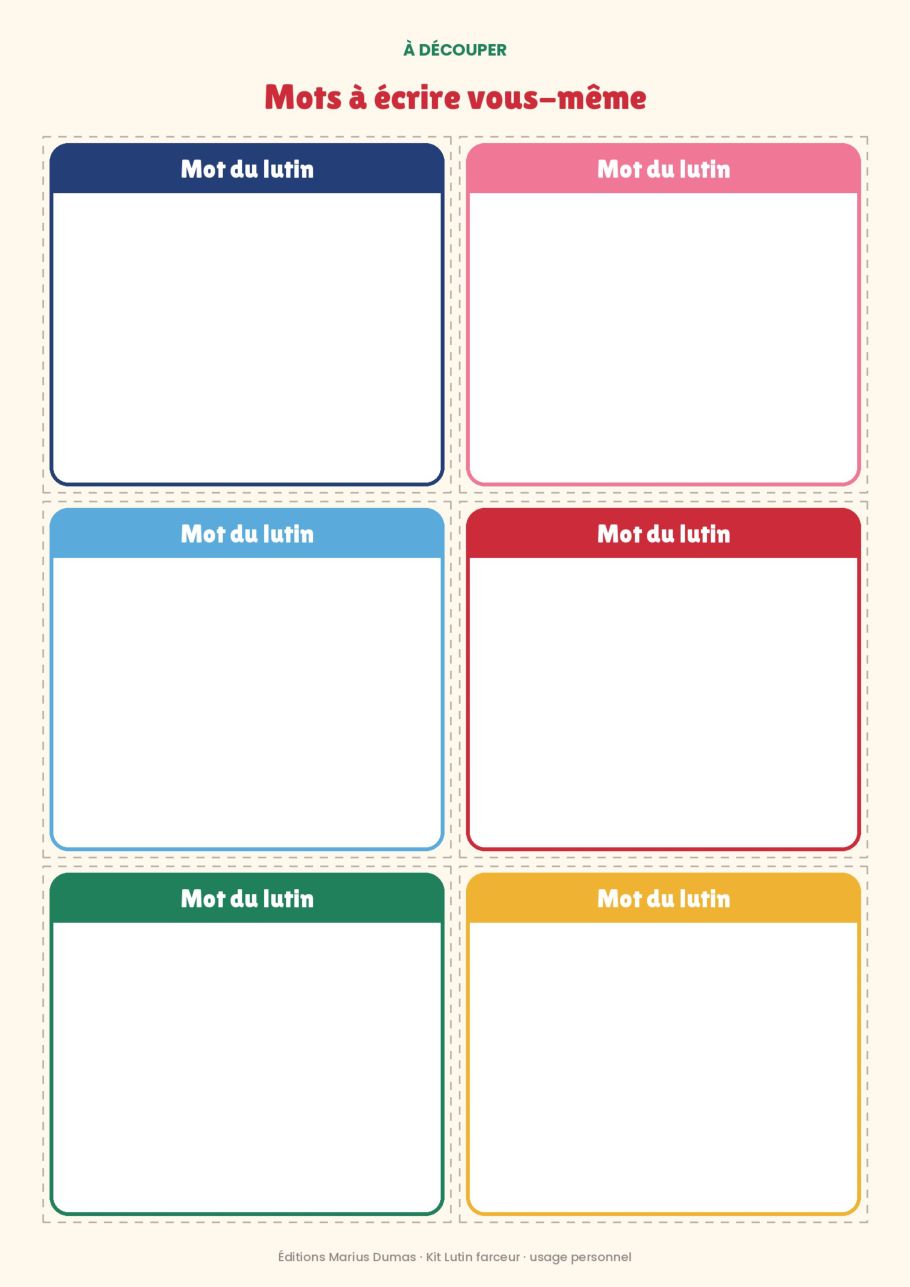 À DÉCOUPER
Mots à écrire vous-même
Mot du lutin
Mot du lutin
Mot du lutin
Mot du lutin
Mot du lutin
Mot du lutin
Éditions Marius Dumas · Kit Lutin farceur · usage personnel